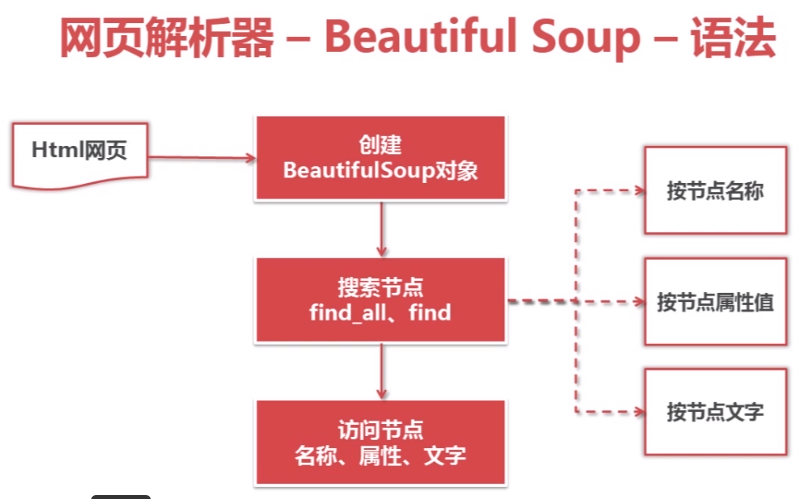 网页解析器 – Beautiful Soup – 语法
Html网页
创建
BeautifulSoup对象
搜索节点
find_all、find
访问节点
名称、属性、文字
按节点名称
按节点属性值
按节点文字